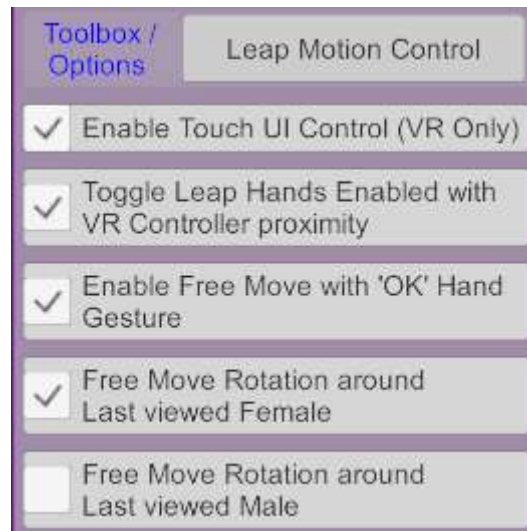 Toolbox /
Options
Leap Motion Control
Enable Touch UI Control (VR Only)
Toggle Leap Hands Enabled with
VR Controller proximity
Enable Free Move with 'OK' Hand
Gesture
Free Move Rotation around
Last viewed Female
Free Move Rotation around
Last viewed Male